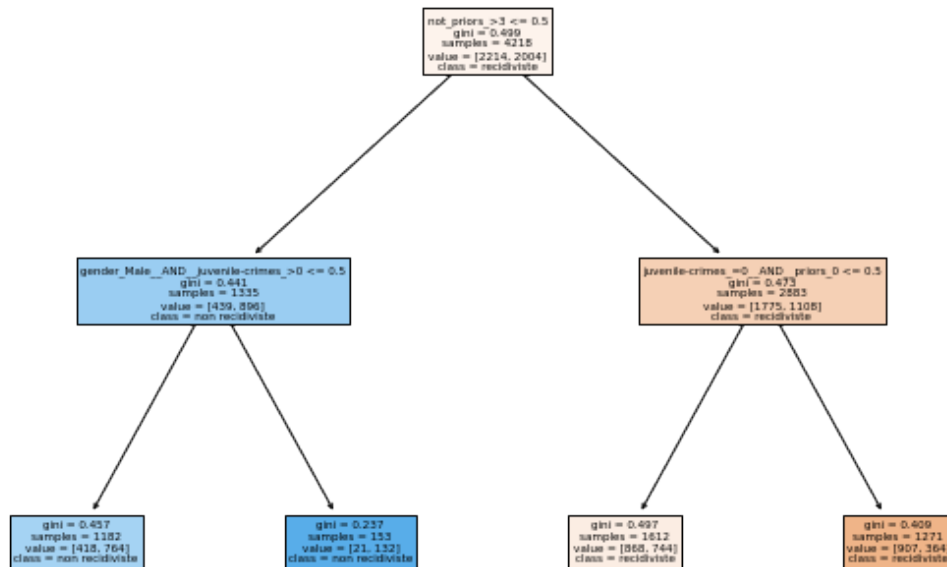 not_priors_>3 <= 0.5
gini = 0.499
samples = 4218
value = [2214, 2004]
class = recidiviste
gender_Male__AND__juvenile-crimes_>0 <= 0.5
gini = 0.441
samples = 1335
value = [439, 896]
class = non recidiviste
juvenile-crimes_=0__AND__priors_0 <= 0.5
gini = 0.473
samples = 2883
value = [1775, 1108]
class = recidiviste
gini = 0.457
samples = 1182
value = [418, 764]
class = non recidiviste
gini = 0.237
samples = 153
value = [21, 132]
class = non recidiviste
gini = 0.497
samples = 1612
value = [868, 744]
class = recidiviste
gini = 0.409
samples = 1271
value = [907, 364]
class = recidiviste